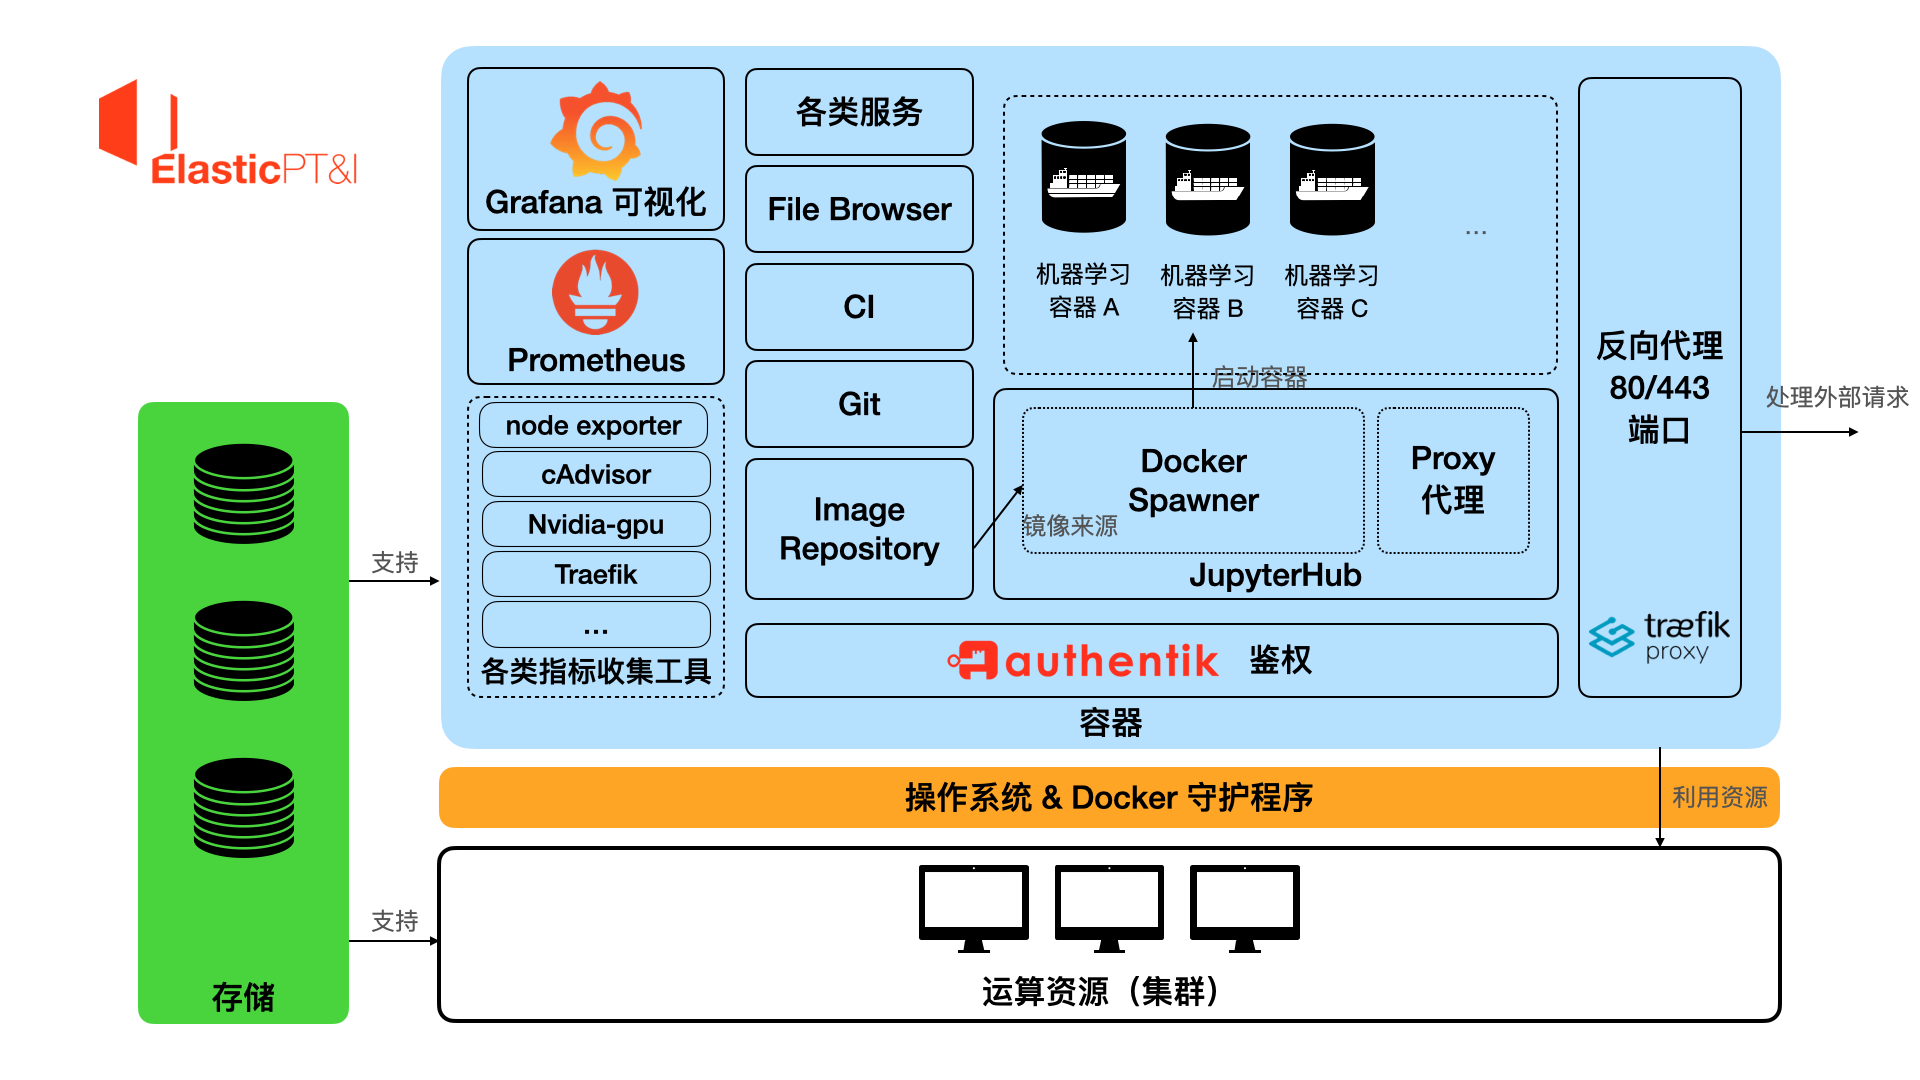 ElasticPT&I
Grafana 可视化
Prometheus
node exporter
cAdvisor
Nvidia-gpu
Traefik
...
各类指标收集工具
各类服务
File Browser
CI
Git
Image
Repository
机器学习
容器 A
机器学习
容器 B
机器学习
容器 C
...
启动容器
Docker
Spawner
镜像来源
Proxy
代理
JupyterHub
authentik 鉴权
反向代理
80/443
端口
træfik
proxy
处理外部请求
容器
支持
操作系统 & Docker 守护程序
利用资源
支持
运算资源（集群）
存储